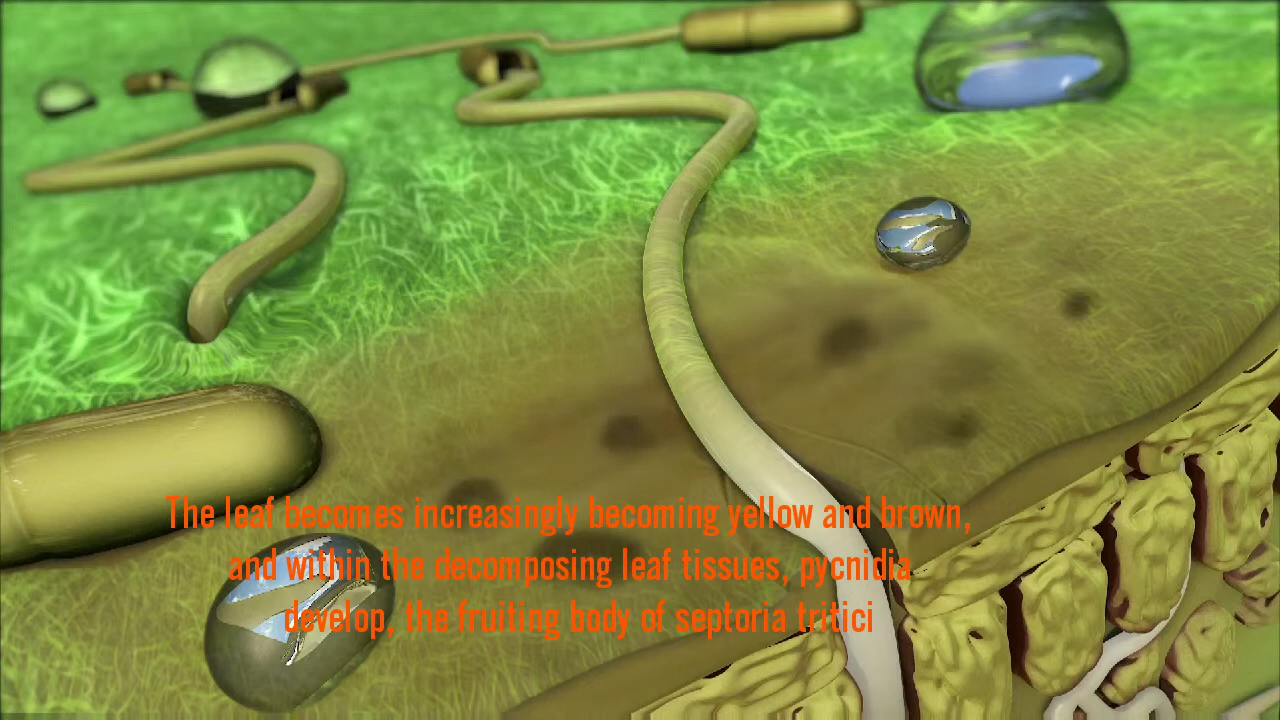 The leaf becomes increasingly becoming yellow and brown,
and within the decomposing leaf tissues, pycnidia
develop, the fruiting body of septoria tritici